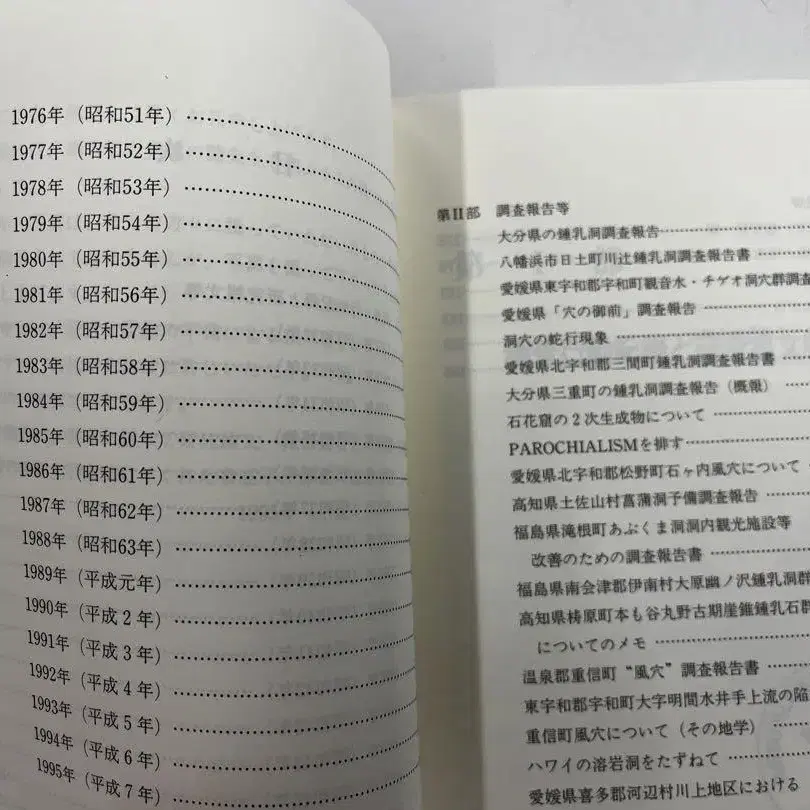 1976年（昭和51年）
1977年（昭和52年）
1978年（昭和53年）
1979年（昭和54年）
1980年（昭和55年）
1981年（昭和56年）
1982年（昭和57年）
1983年（昭和58年）
1984年（昭和59年）
1985年（昭和60年）
1986年（昭和61年）
1987年（昭和62年）
1988年（昭和63年）
1989年（平成元年）
1990年（平成２年）
1991年（平成３年）
1992年（平成４年）
1993年（平成５年）
1994年（平成６年）
1995年（平成７年）
第II部　調査報告等
大分県の鍾乳洞調査報告
八幡浜市日土町川辻鍾乳洞調査報告書
愛媛県東宇和郡宇和町観音水・チゲオ洞穴群調査
愛媛県「穴の御前」調査報告
洞穴の蛇行現象
愛媛県北宇和郡三間町鍾乳洞調査報告書
大分県三重町の鍾乳洞調査報告（概報）
石花窟の２次生成物について
PAROCHIALISMを排す
愛媛県北宇和郡松野町石ヶ内風穴について
高知県土佐山村菖蒲洞予備調査報告
福島県滝根町あぶくま洞洞内観光施設等
改善のための調査報告書
福島県南会津郡伊南村大原幽ノ沢鍾乳洞群
高知県梼原町本も谷丸野古期崖錐鍾乳石群
についてのメモ
温泉郡重信町“風穴”調査報告書
東宇和郡宇和町大字明間水井手上流の陥
重信町風穴について（その地学）
ハワイの溶岩洞をたずねて
愛媛県喜多郡河辺村川上地区における